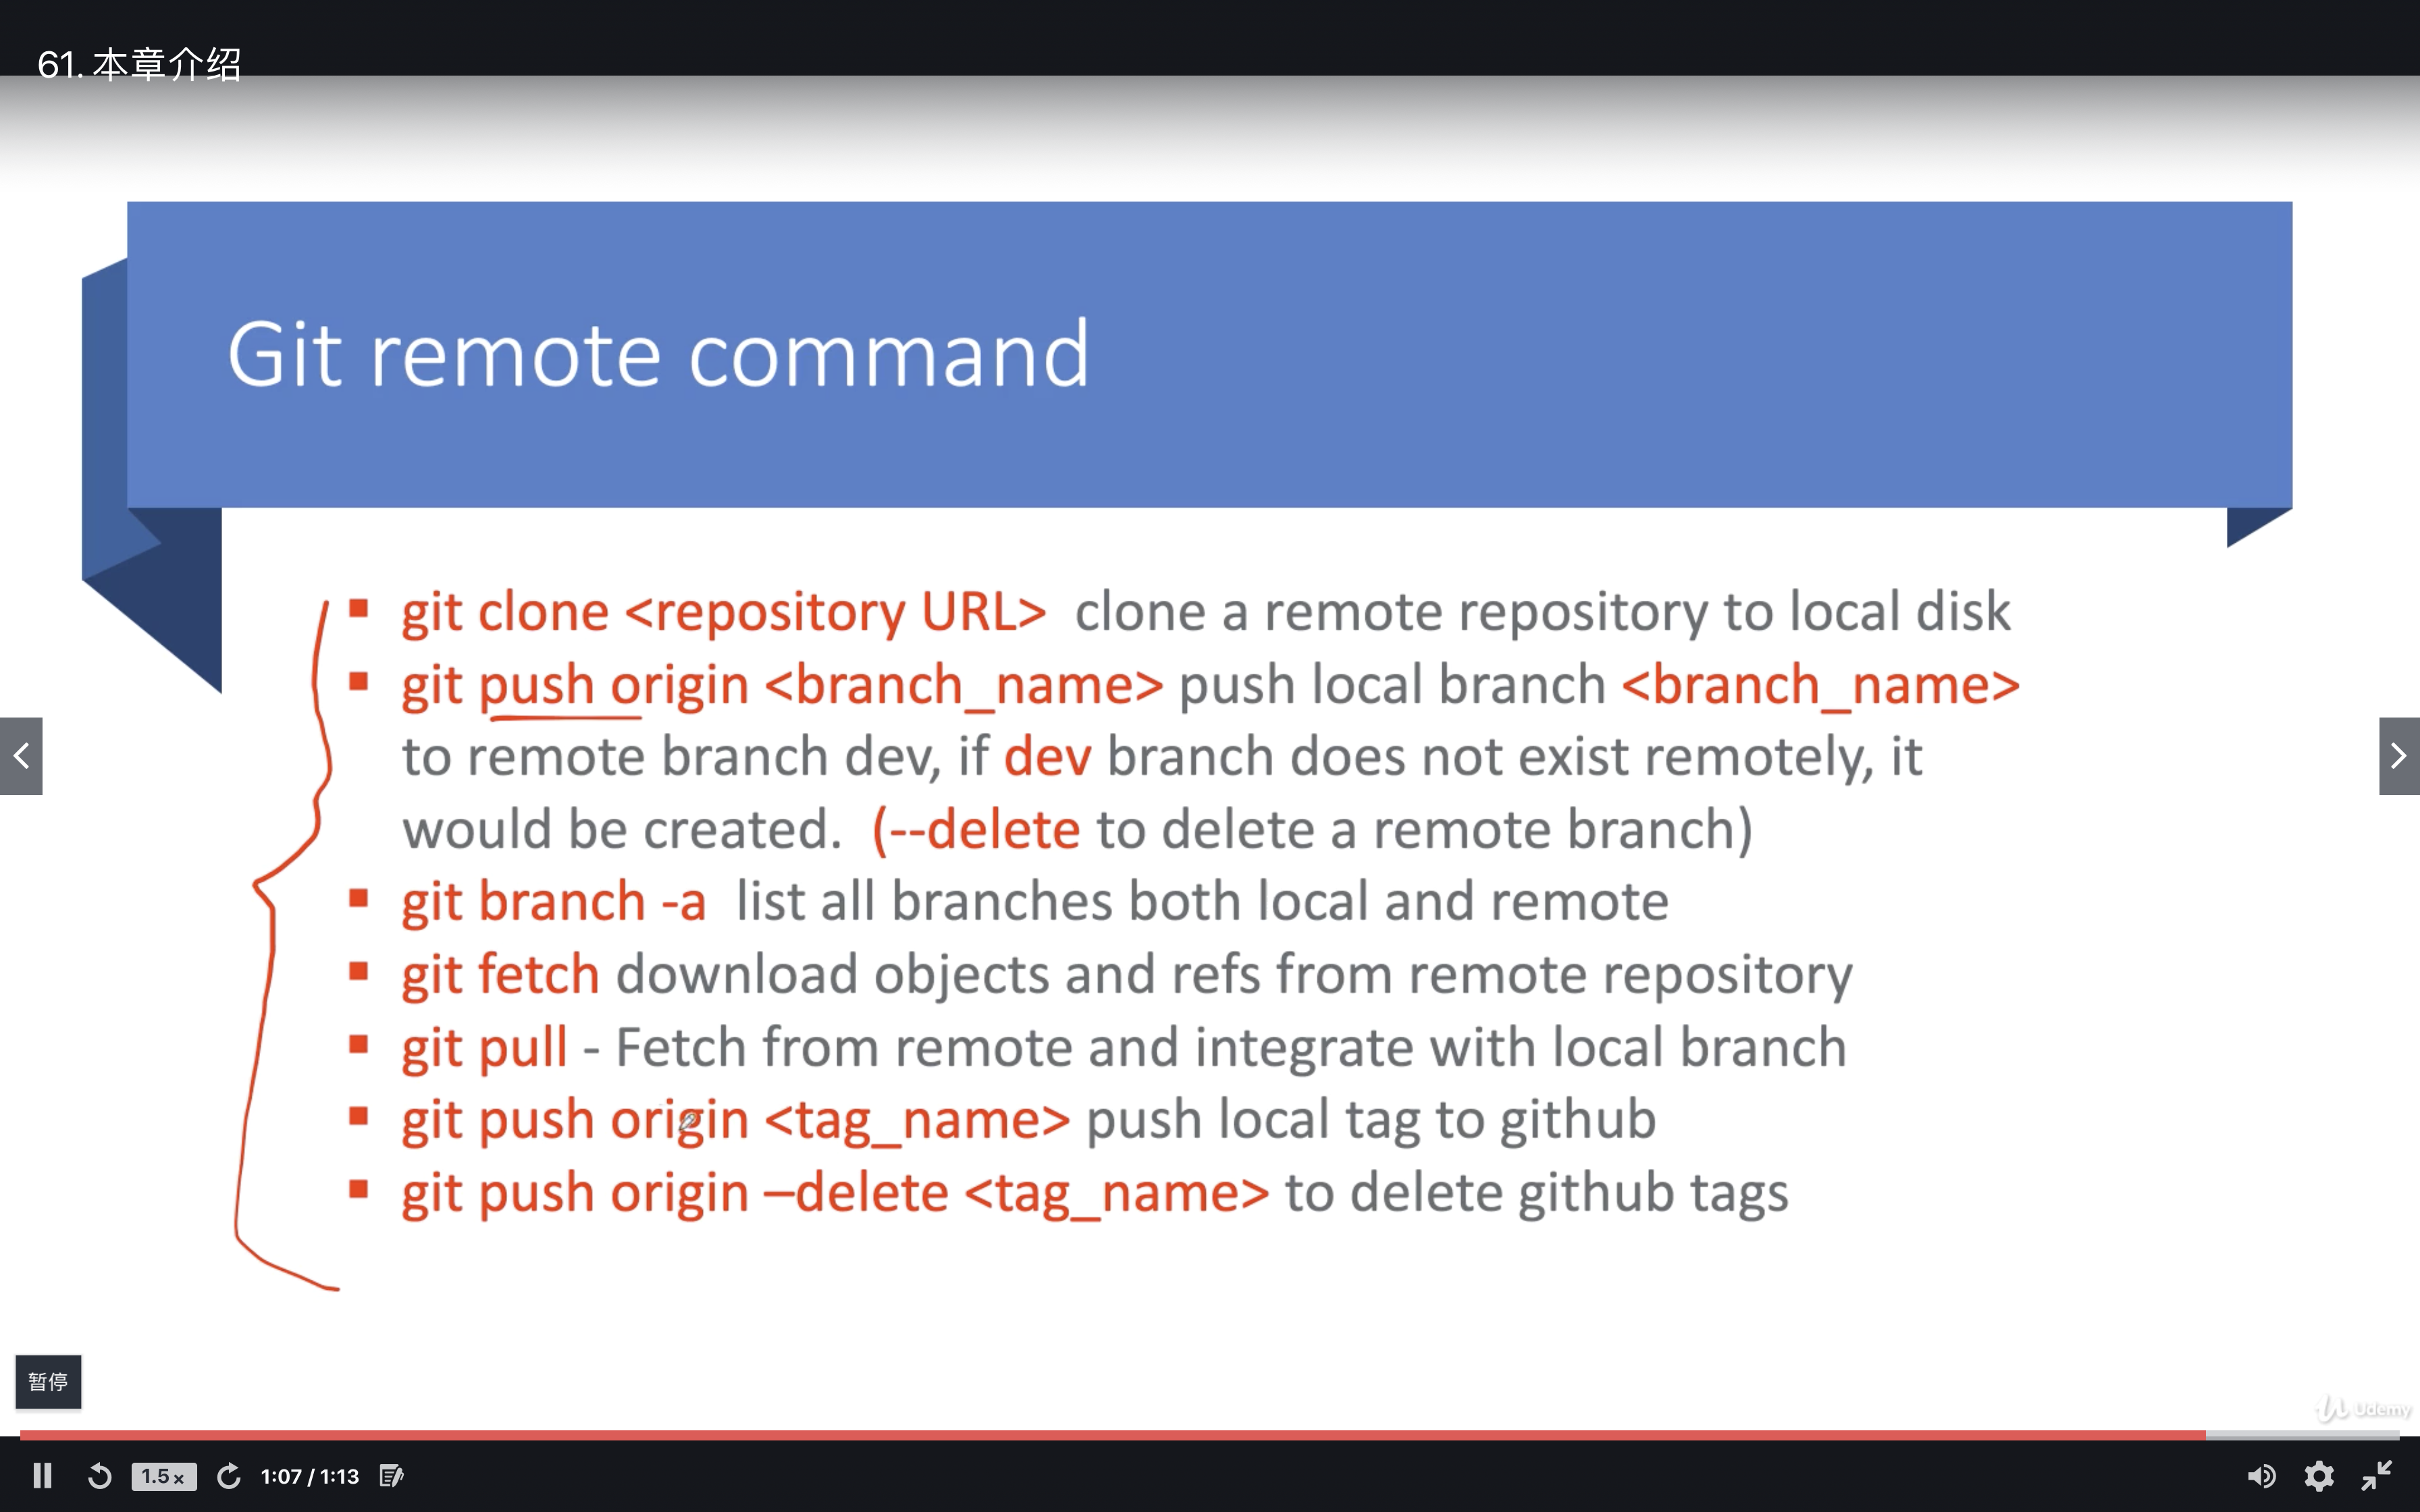 61. 本章介绍
Git remote command
▪ git clone <repository URL>  clone a remote repository to local disk
▪ git push origin <branch_name> push local branch <branch_name>
to remote branch dev, if dev branch does not exist remotely, it
would be created.  (--delete to delete a remote branch)
▪ git branch -a  list all branches both local and remote
▪ git fetch download objects and refs from remote repository
▪ git pull - Fetch from remote and integrate with local branch
▪ git push origin <tag_name> push local tag to github
▪ git push origin –delete <tag_name> to delete github tags
暂停
Udemy
1.5 x
1:07 / 1:13